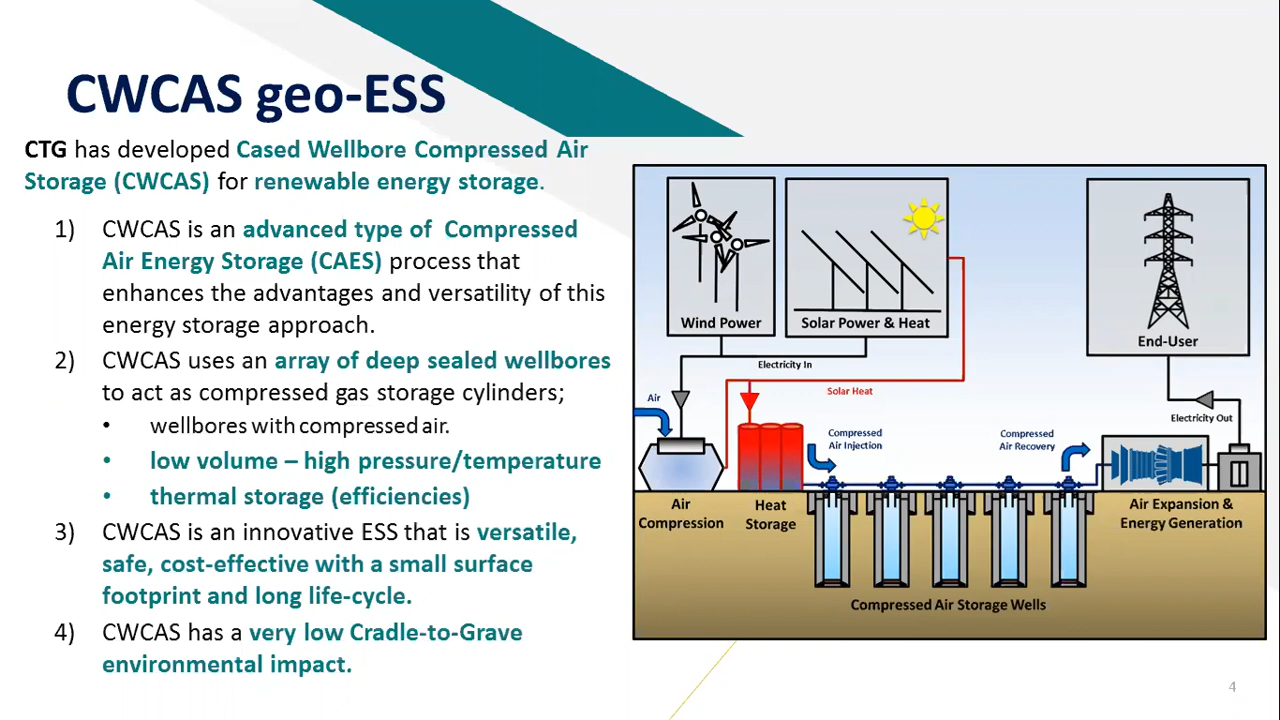 CWCAS geo-ESS
CTG has developed Cased Wellbore Compressed Air
Storage (CWCAS) for renewable energy storage.
1) CWCAS is an advanced type of Compressed
Air Energy Storage (CAES) process that
enhances the advantages and versatility of this
energy storage approach.
2) CWCAS uses an array of deep sealed wellbores
to act as compressed gas storage cylinders;
• wellbores with compressed air.
• low volume – high pressure/temperature
• thermal storage (efficiencies)
3) CWCAS is an innovative ESS that is versatile,
safe, cost-effective with a small surface
footprint and long life-cycle.
4) CWCAS has a very low Cradle-to-Grave
environmental impact.
Wind Power
Solar Power & Heat
End-User
Electricity In
Solar Heat
Air
Electricity Out
Compressed
Air Injection
Compressed
Air Recovery
Air
Compression
Heat
Storage
Air Expansion &
Energy Generation
Compressed Air Storage Wells
4